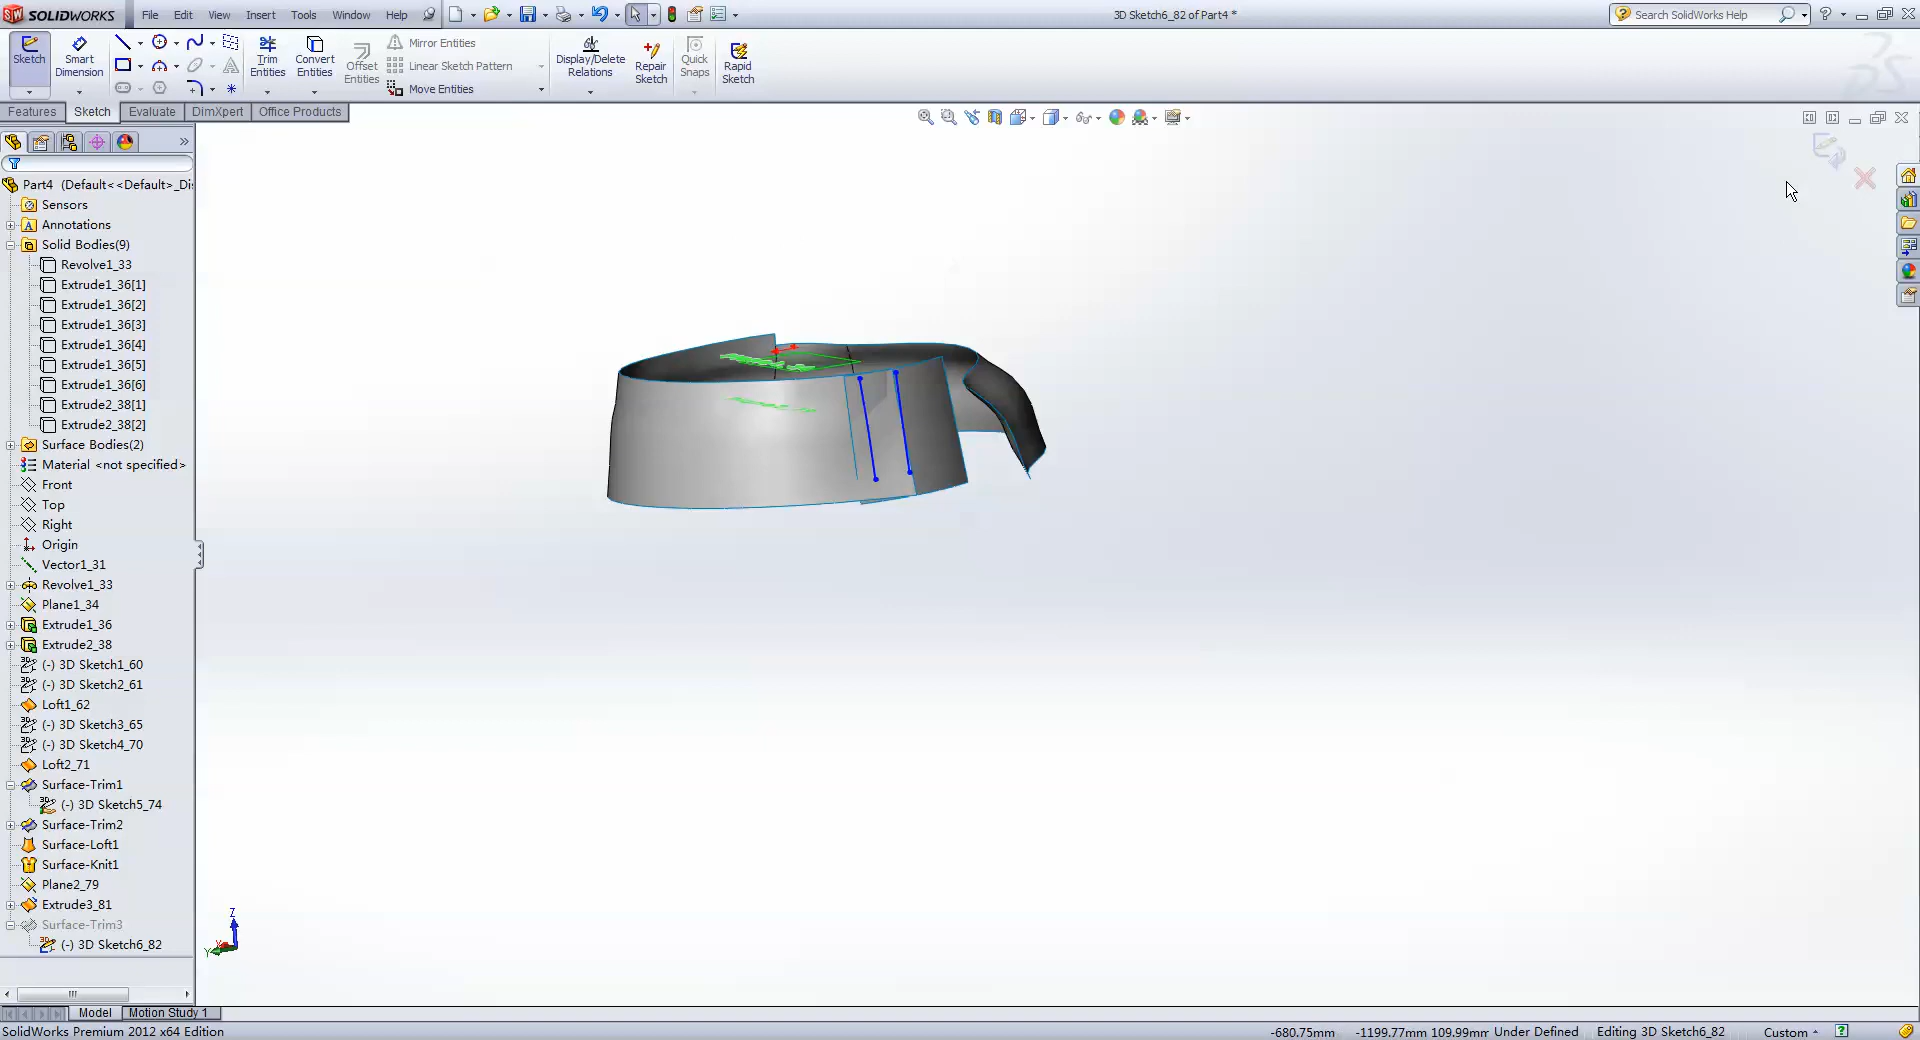 SOLIDWORKS File Edit View Insert Tools Window Help 3D Sketch6_82 of Part4 * Search SolidWorks Help
Sketch Smart Dimension Trim Entities Convert Entities Offset Entities Mirror Entities Linear Sketch Pattern Move Entities Display/Delete Relations Repair Sketch Quick Snaps Rapid Sketch
Features Sketch Evaluate DimXpert Office Products
Part4 (Default<<Default>_Di
Sensors
Annotations
Solid Bodies(9)
Revolve1_33
Extrude1_36[1]
Extrude1_36[2]
Extrude1_36[3]
Extrude1_36[4]
Extrude1_36[5]
Extrude1_36[6]
Extrude2_38[1]
Extrude2_38[2]
Surface Bodies(2)
Material <not specified>
Front
Top
Right
Origin
Vector1_31
Revolve1_33
Plane1_34
Extrude1_36
Extrude2_38
(-) 3D Sketch1_60
(-) 3D Sketch2_61
Loft1_62
(-) 3D Sketch3_65
(-) 3D Sketch4_70
Loft2_71
Surface-Trim1
(-) 3D Sketch5_74
Surface-Trim2
Surface-Loft1
Surface-Knit1
Plane2_79
Extrude3_81
Surface-Trim3
(-) 3D Sketch6_82
Z
Y X
Model Motion Study 1
SolidWorks Premium 2012 x64 Edition -680.75mm -1199.77mm 109.99mm Under Defined Editing 3D Sketch6_82 Custom